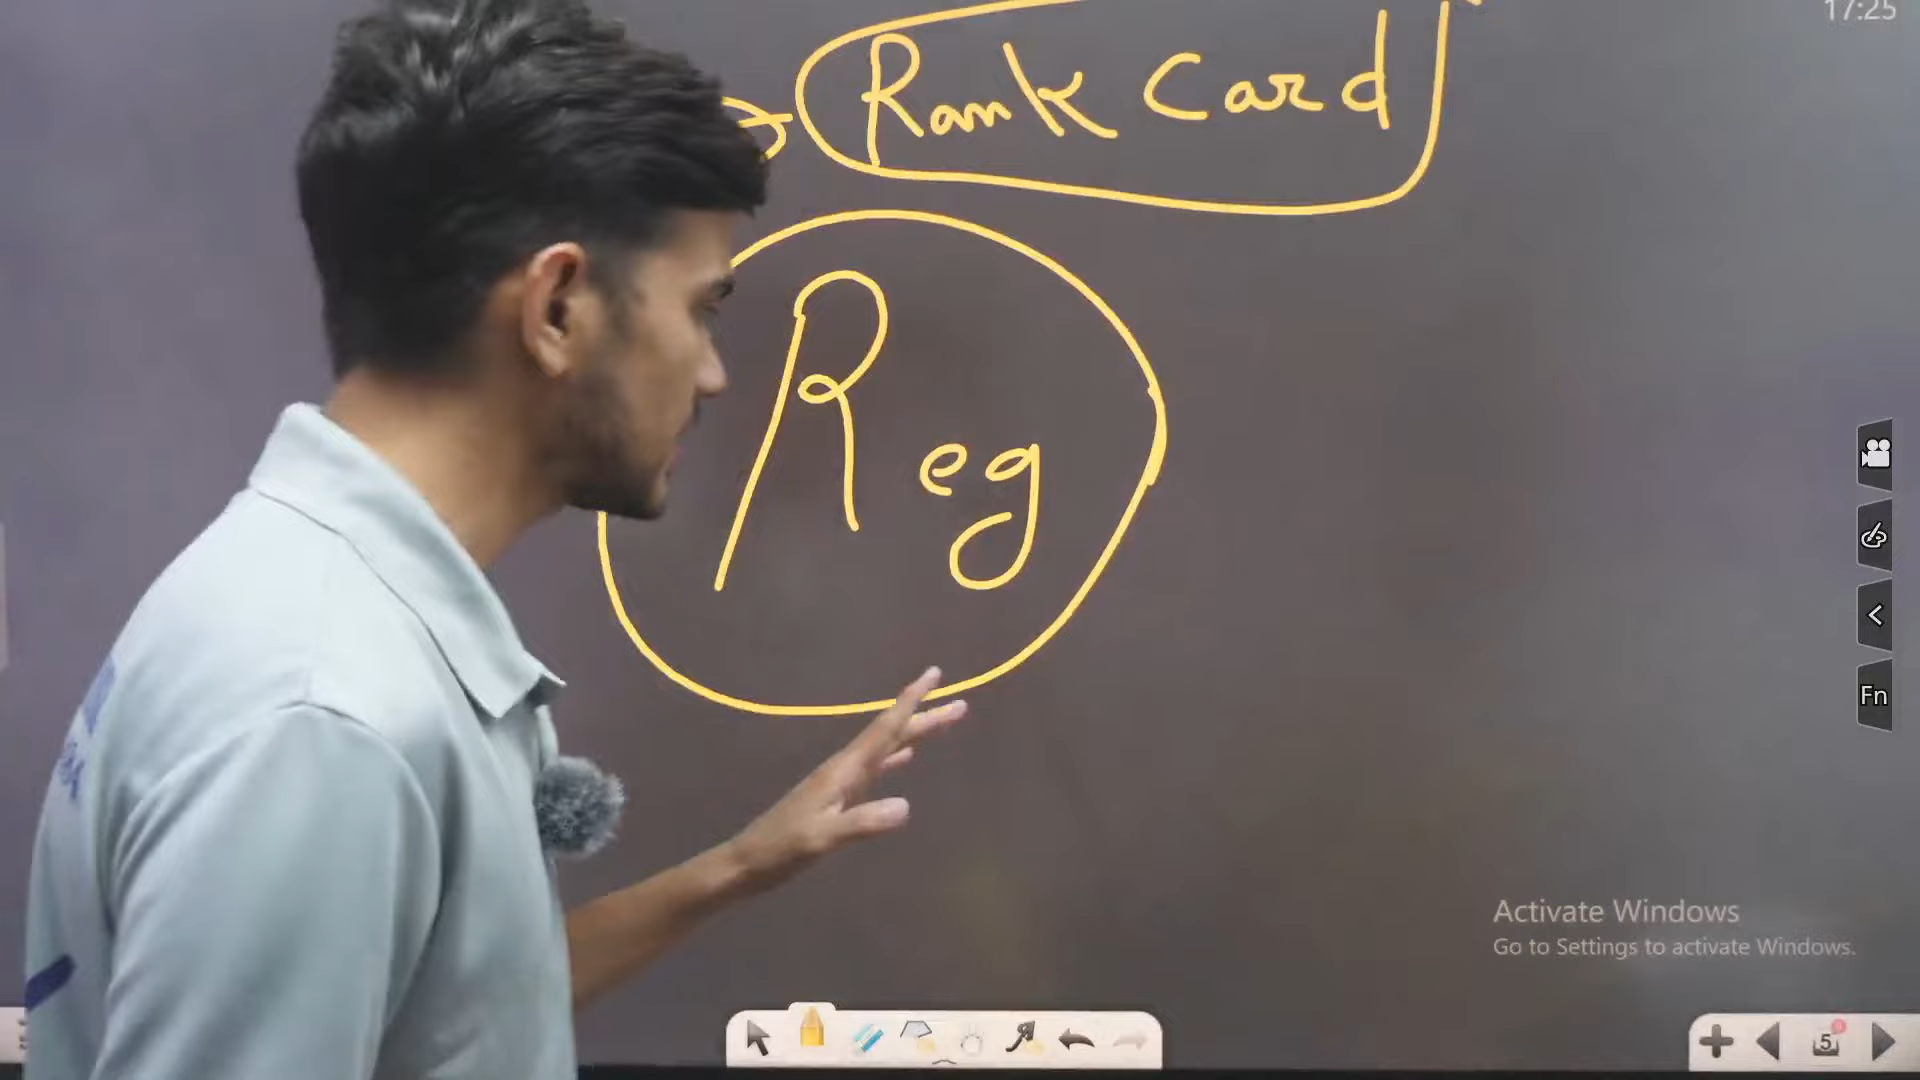 17:25
Rank Card
Reg
Fn
Activate Windows
Go to Settings to activate Windows.
5